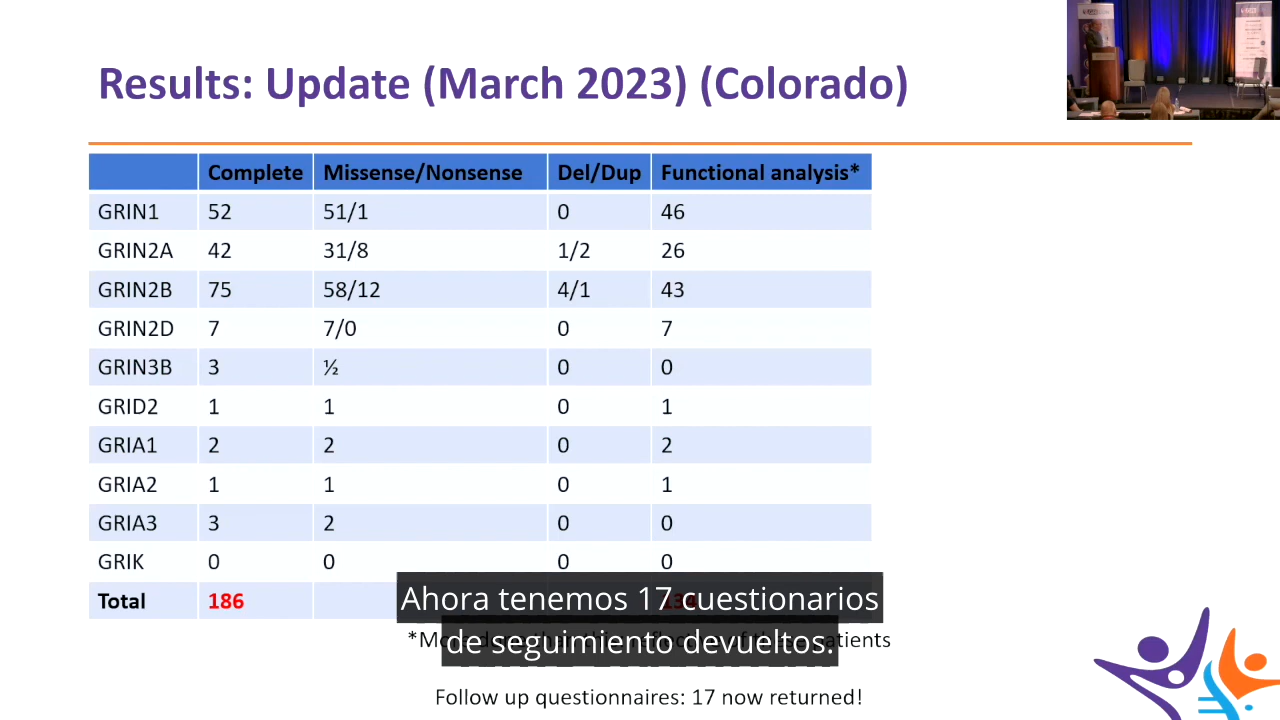 Results: Update (March 2023) (Colorado)
Complete Missense/Nonsense Del/Dup Functional analysis*
GRIN1 52 51/1 0 46
GRIN2A 42 31/8 1/2 26
GRIN2B 75 58/12 4/1 43
GRIN2D 7 7/0 0 7
GRIN3B 3 ½ 0 0
GRID2 1 1 0 1
GRIA1 2 2 0 2
GRIA2 1 1 0 1
GRIA3 3 2 0 0
GRIK 0 0 0 0
Total 186
Ahora tenemos 17 cuestionarios
de seguimiento devueltos.
Follow up questionnaires: 17 now returned!